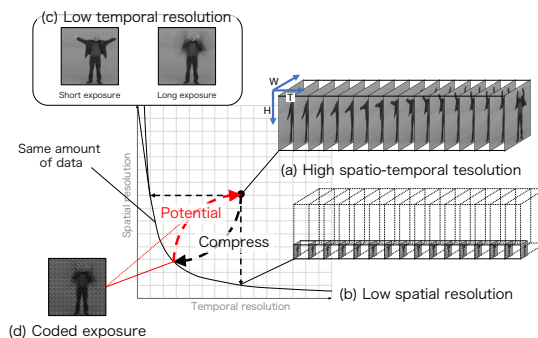 (c) Low temporal resolution
Short exposure
Long exposure
W
T
H
(a) High spatio-temporal tesolution
Same amount
of data
Spatial resolution
Potential
Compress
(b) Low spatial resolution
Temporal resolution
(d) Coded exposure